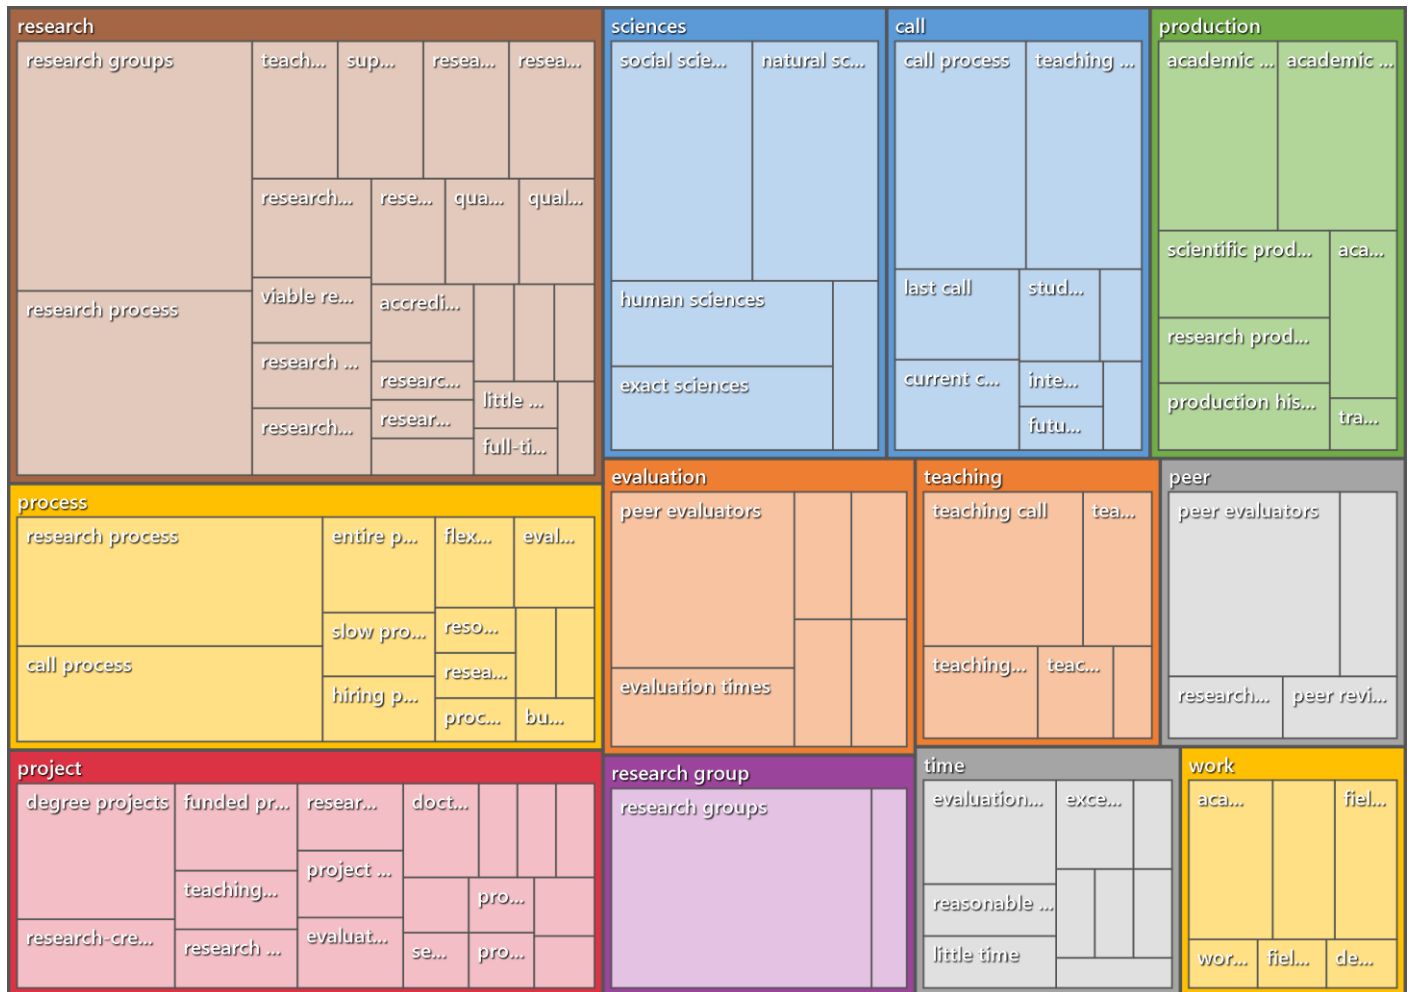 research
research groups
teach...
sup...
resea...
resea...
research...
rese...
qua...
qual...
research process
viable re...
accredi...
research ...
researc...
little ...
research...
resear...
full-ti...
sciences
social scie...
natural sc...
human sciences
exact sciences
call
call process
teaching ...
last call
stud...
current c...
inte...
futu...
production
academic ...
academic ...
scientific prod...
aca...
research prod...
production his...
tra...
process
research process
entire p...
flex...
eval...
slow pro...
reso...
call process
hiring p...
resea...
proc...
bu...
evaluation
peer evaluators
evaluation times
teaching
teaching call
tea...
teaching...
teac...
peer
peer evaluators
research...
peer revi...
project
degree projects
funded pr...
resear...
doct...
project ...
teaching...
pro...
research-cre...
research ...
evaluat...
se...
pro...
research group
research groups
time
evaluation...
exce...
reasonable ...
little time
work
aca...
fiel...
wor...
fiel...
de...